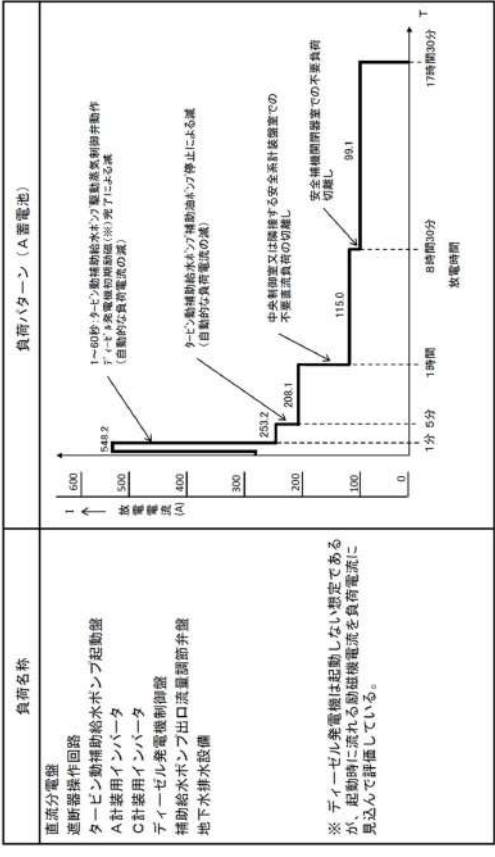 負荷名称
直流分電盤
遮断器操作回路
タービン動補助給水ポンプ起動盤
A計装用インバータ
C計装用インバータ
ディーゼル発電機制御盤
補助給水ポンプ出口流量調節弁盤
地下水排水設備
※ ディーゼル発電機は起動しない想定である
が、起動時に流れる励磁機電流を負荷電流に
見込んで評価している。
負荷パターン（A蓄電池）
I
放電電流
(A)
600
500
400
300
200
100
0
548.2
253.2
208.1
115.0
99.1
1～60秒:タービン動補助給水ポンプ駆動蒸気制御弁動作
ディーゼル発電機初期励磁(※)完了による減
(自動的な負荷電流の減)
タービン動補助給水ポンプ補助油ポンプ停止による減
(自動的な負荷電流の減)
中央制御室又は隣接する安全系計装盤室での
不要直流負荷の切離し
安全補機開閉器室での不要負荷
切離し
1分
5分
1時間
8時間30分
17時間30分
T
放電時間